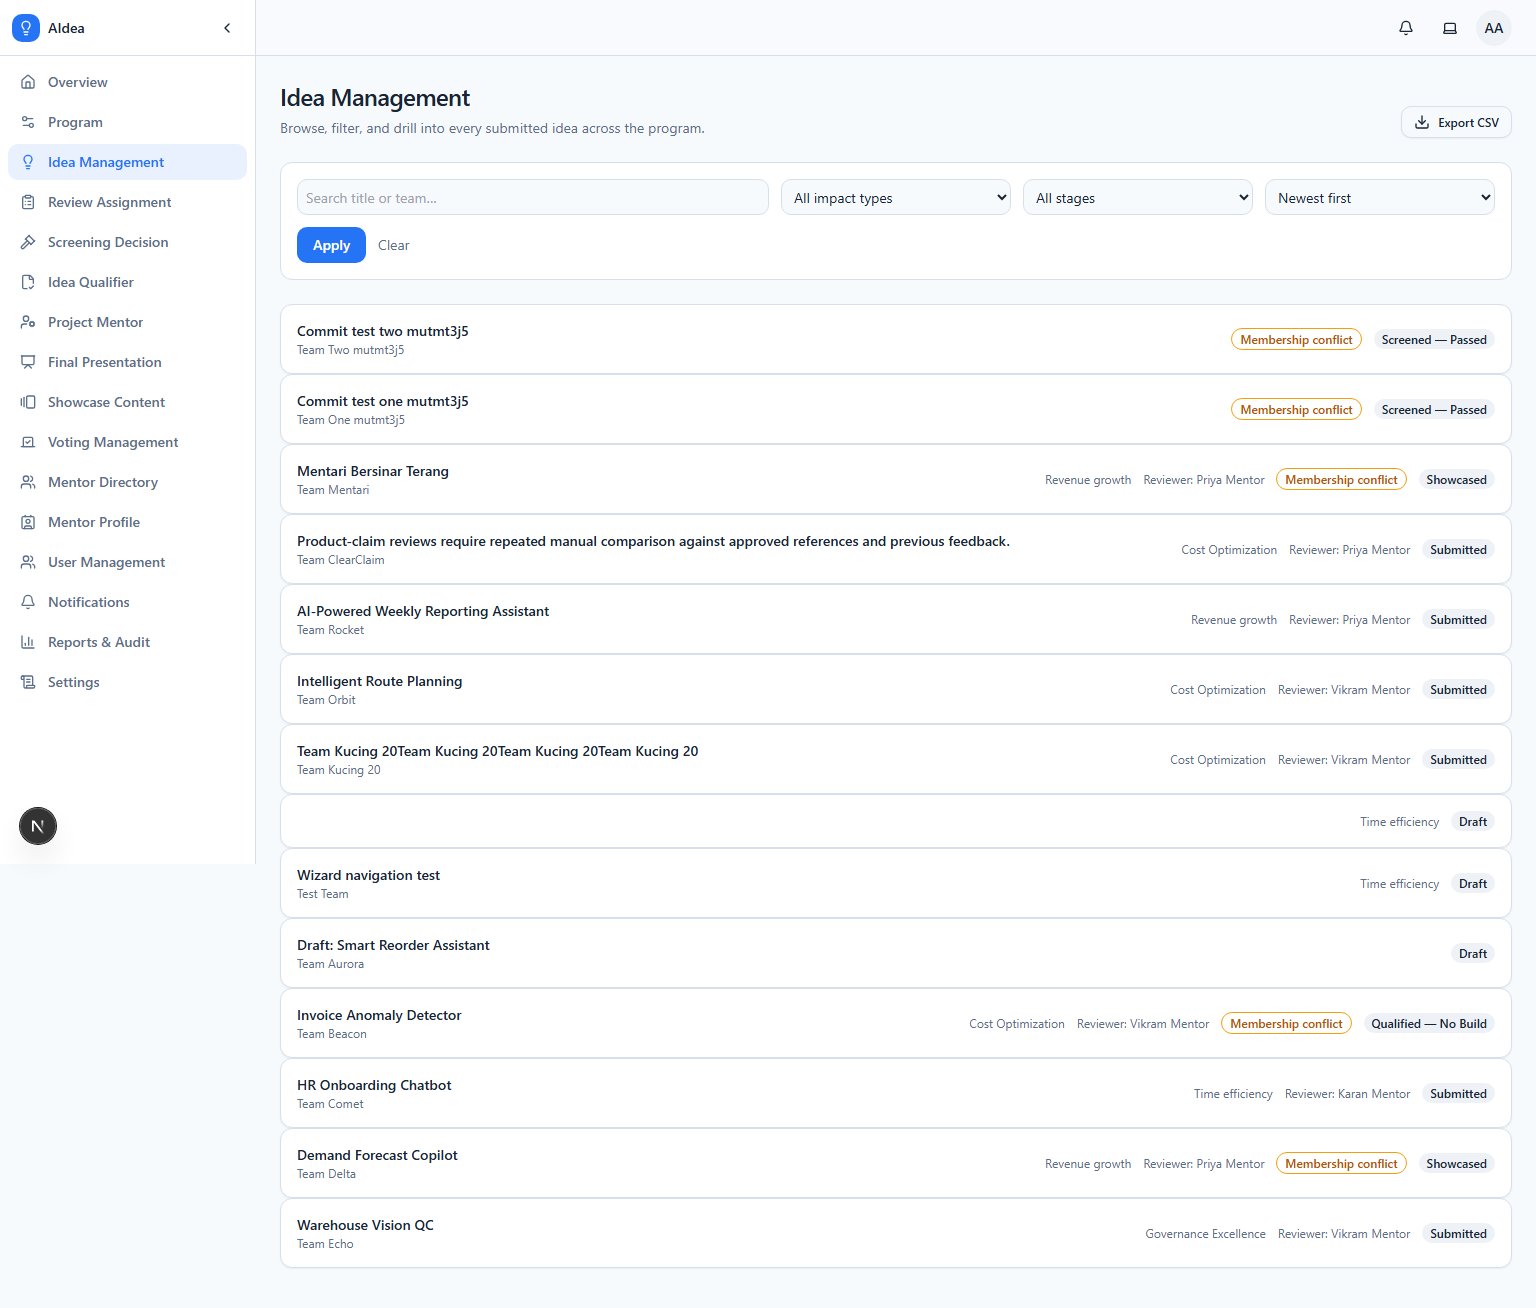 AIdea
AA
Overview
Program
Idea Management
Review Assignment
Screening Decision
Idea Qualifier
Project Mentor
Final Presentation
Showcase Content
Voting Management
Mentor Directory
Mentor Profile
User Management
Notifications
Reports & Audit
Settings
N
Idea Management
Browse, filter, and drill into every submitted idea across the program.
Export CSV
Search title or team...
All impact types
All stages
Newest first
Apply Clear
Commit test two mutmt3j5
Team Two mutmt3j5
Membership conflict Screened — Passed
Commit test one mutmt3j5
Team One mutmt3j5
Membership conflict Screened — Passed
Mentari Bersinar Terang
Team Mentari
Revenue growth Reviewer: Priya Mentor Membership conflict Showcased
Product-claim reviews require repeated manual comparison against approved references and previous feedback.
Team ClearClaim
Cost Optimization Reviewer: Priya Mentor Submitted
AI-Powered Weekly Reporting Assistant
Team Rocket
Revenue growth Reviewer: Priya Mentor Submitted
Intelligent Route Planning
Team Orbit
Cost Optimization Reviewer: Vikram Mentor Submitted
Team Kucing 20Team Kucing 20Team Kucing 20Team Kucing 20
Team Kucing 20
Cost Optimization Reviewer: Vikram Mentor Submitted
Time efficiency Draft
Wizard navigation test
Test Team
Time efficiency Draft
Draft: Smart Reorder Assistant
Team Aurora
Draft
Invoice Anomaly Detector
Team Beacon
Cost Optimization Reviewer: Vikram Mentor Membership conflict Qualified — No Build
HR Onboarding Chatbot
Team Comet
Time efficiency Reviewer: Karan Mentor Submitted
Demand Forecast Copilot
Team Delta
Revenue growth Reviewer: Priya Mentor Membership conflict Showcased
Warehouse Vision QC
Team Echo
Governance Excellence Reviewer: Vikram Mentor Submitted